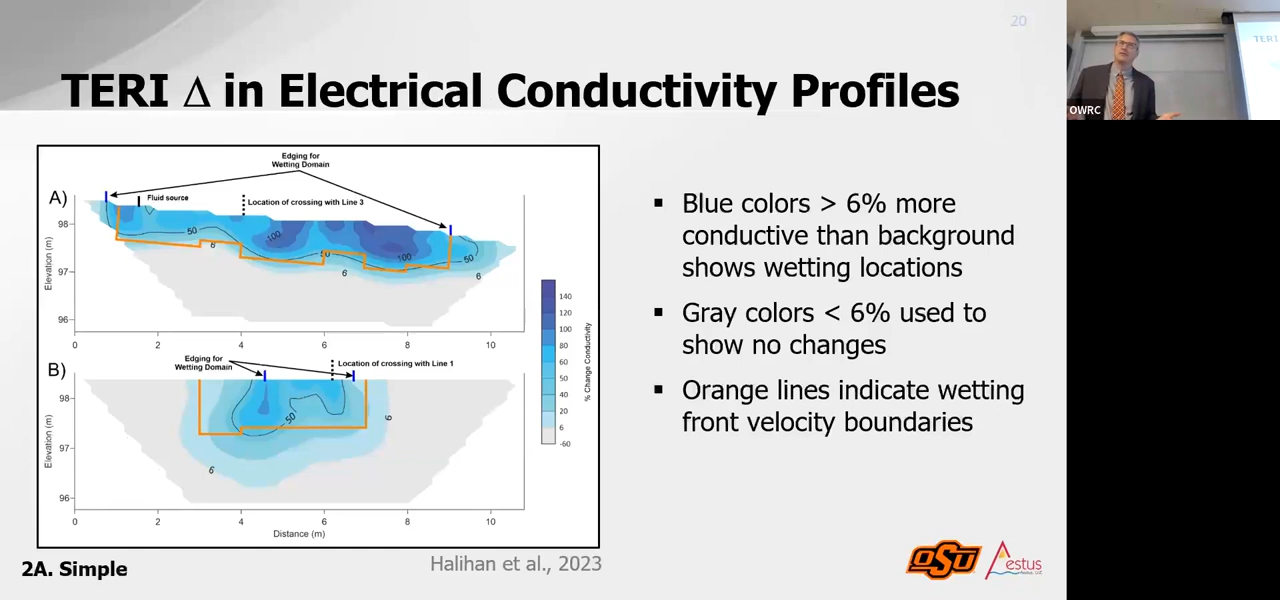 20
TERI Δ in Electrical Conductivity Profiles
Edging for
Wetting Domain
A)
Fluid source
Location of crossing with Line 3
50
100
6
50
100
50
6
6
98
97
96
Elevation (m)
0 2 4 6 8 10
Edging for
Wetting Domain
Location of crossing with Line 1
B)
50
6
6
98
97
96
Elevation (m)
0 2 4 6 8 10
Distance (m)
140
120
100
80
60
50
40
20
6
-60
% Change Conductivity
▪ Blue colors > 6% more
conductive than background
shows wetting locations
▪ Gray colors < 6% used to
show no changes
▪ Orange lines indicate wetting
front velocity boundaries
2A. Simple
Halihan et al., 2023
OSU
Aestus
OWRC
TERI